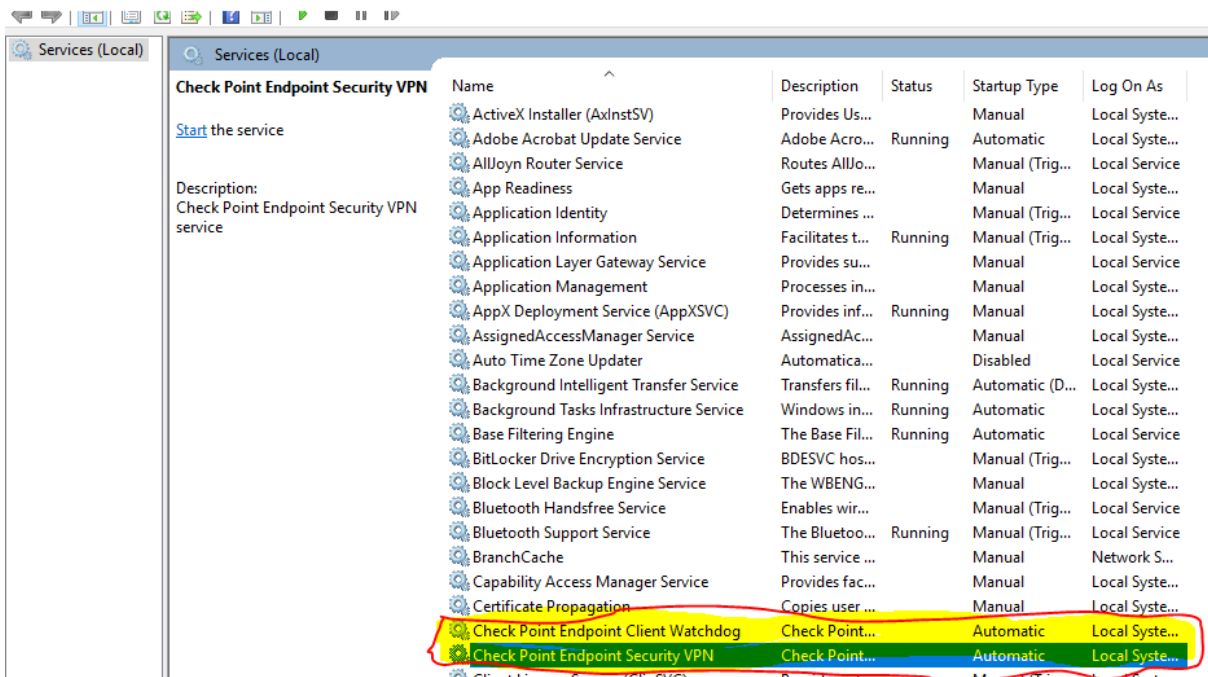 Services (Local)
Services (Local)
Check Point Endpoint Security VPN
Start the service
Description:
Check Point Endpoint Security VPN
service
Name Description Status Startup Type Log On As
ActiveX Installer (AxInstSV) Provides Us... Manual Local Syste...
Adobe Acrobat Update Service Adobe Acro... Running Automatic Local Syste...
AllJoyn Router Service Routes AllJo... Manual (Trig... Local Service
App Readiness Gets apps re... Manual Local Syste...
Application Identity Determines ... Manual (Trig... Local Service
Application Information Facilitates t... Running Manual (Trig... Local Syste...
Application Layer Gateway Service Provides su... Manual Local Service
Application Management Processes in... Manual Local Syste...
AppX Deployment Service (AppXSVC) Provides inf... Running Manual Local Syste...
AssignedAccessManager Service AssignedAc... Manual Local Syste...
Auto Time Zone Updater Automatica... Disabled Local Service
Background Intelligent Transfer Service Transfers fil... Running Automatic (D... Local Syste...
Background Tasks Infrastructure Service Windows in... Running Automatic Local Syste...
Base Filtering Engine The Base Fil... Running Automatic Local Service
BitLocker Drive Encryption Service BDESVC hos... Manual (Trig... Local Syste...
Block Level Backup Engine Service The WBENG... Manual Local Syste...
Bluetooth Handsfree Service Enables wir... Manual (Trig... Local Service
Bluetooth Support Service The Bluetoo... Running Manual (Trig... Local Service
BranchCache This service ... Manual Network S...
Capability Access Manager Service Provides fac... Manual Local Syste...
Certificate Propagation Copies user ... Manual Local Syste...
Check Point Endpoint Client Watchdog Check Point... Automatic Local Syste...
Check Point Endpoint Security VPN Check Point... Automatic Local Syste...